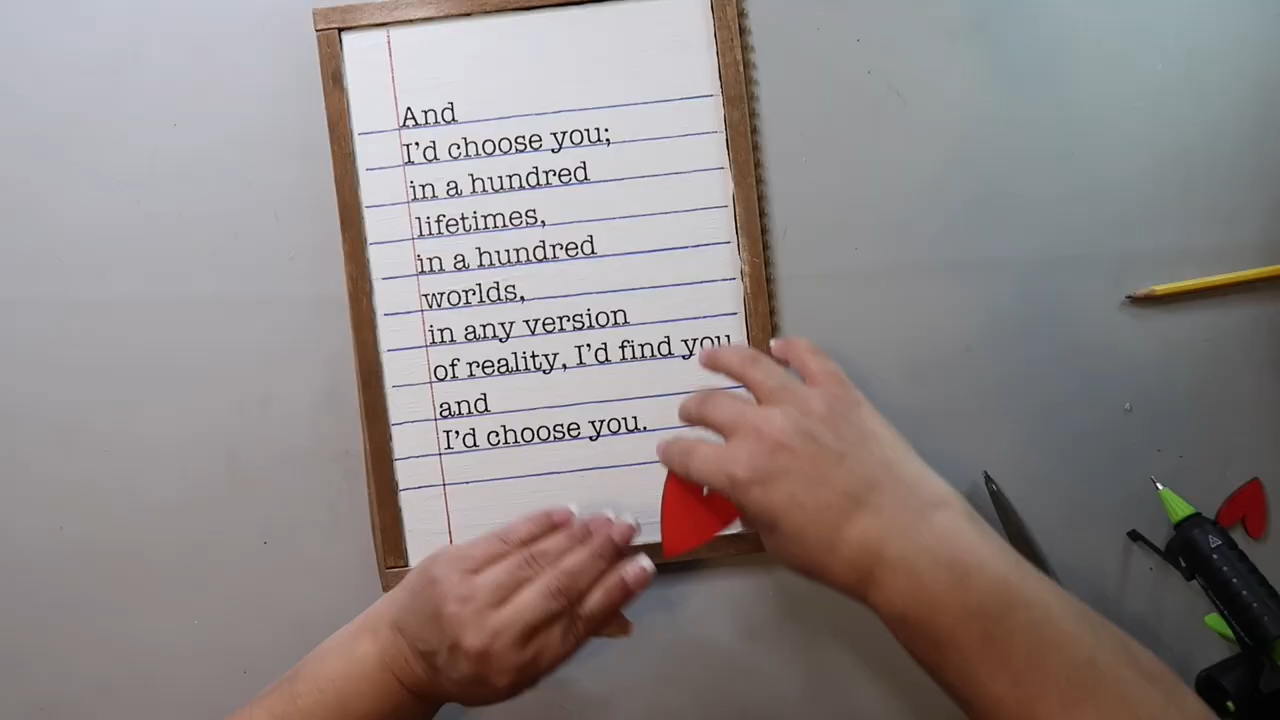 And
I'd choose you;
in a hundred
lifetimes,
in a hundred
worlds,
in any version
of reality, I'd find you
and
I'd choose you.